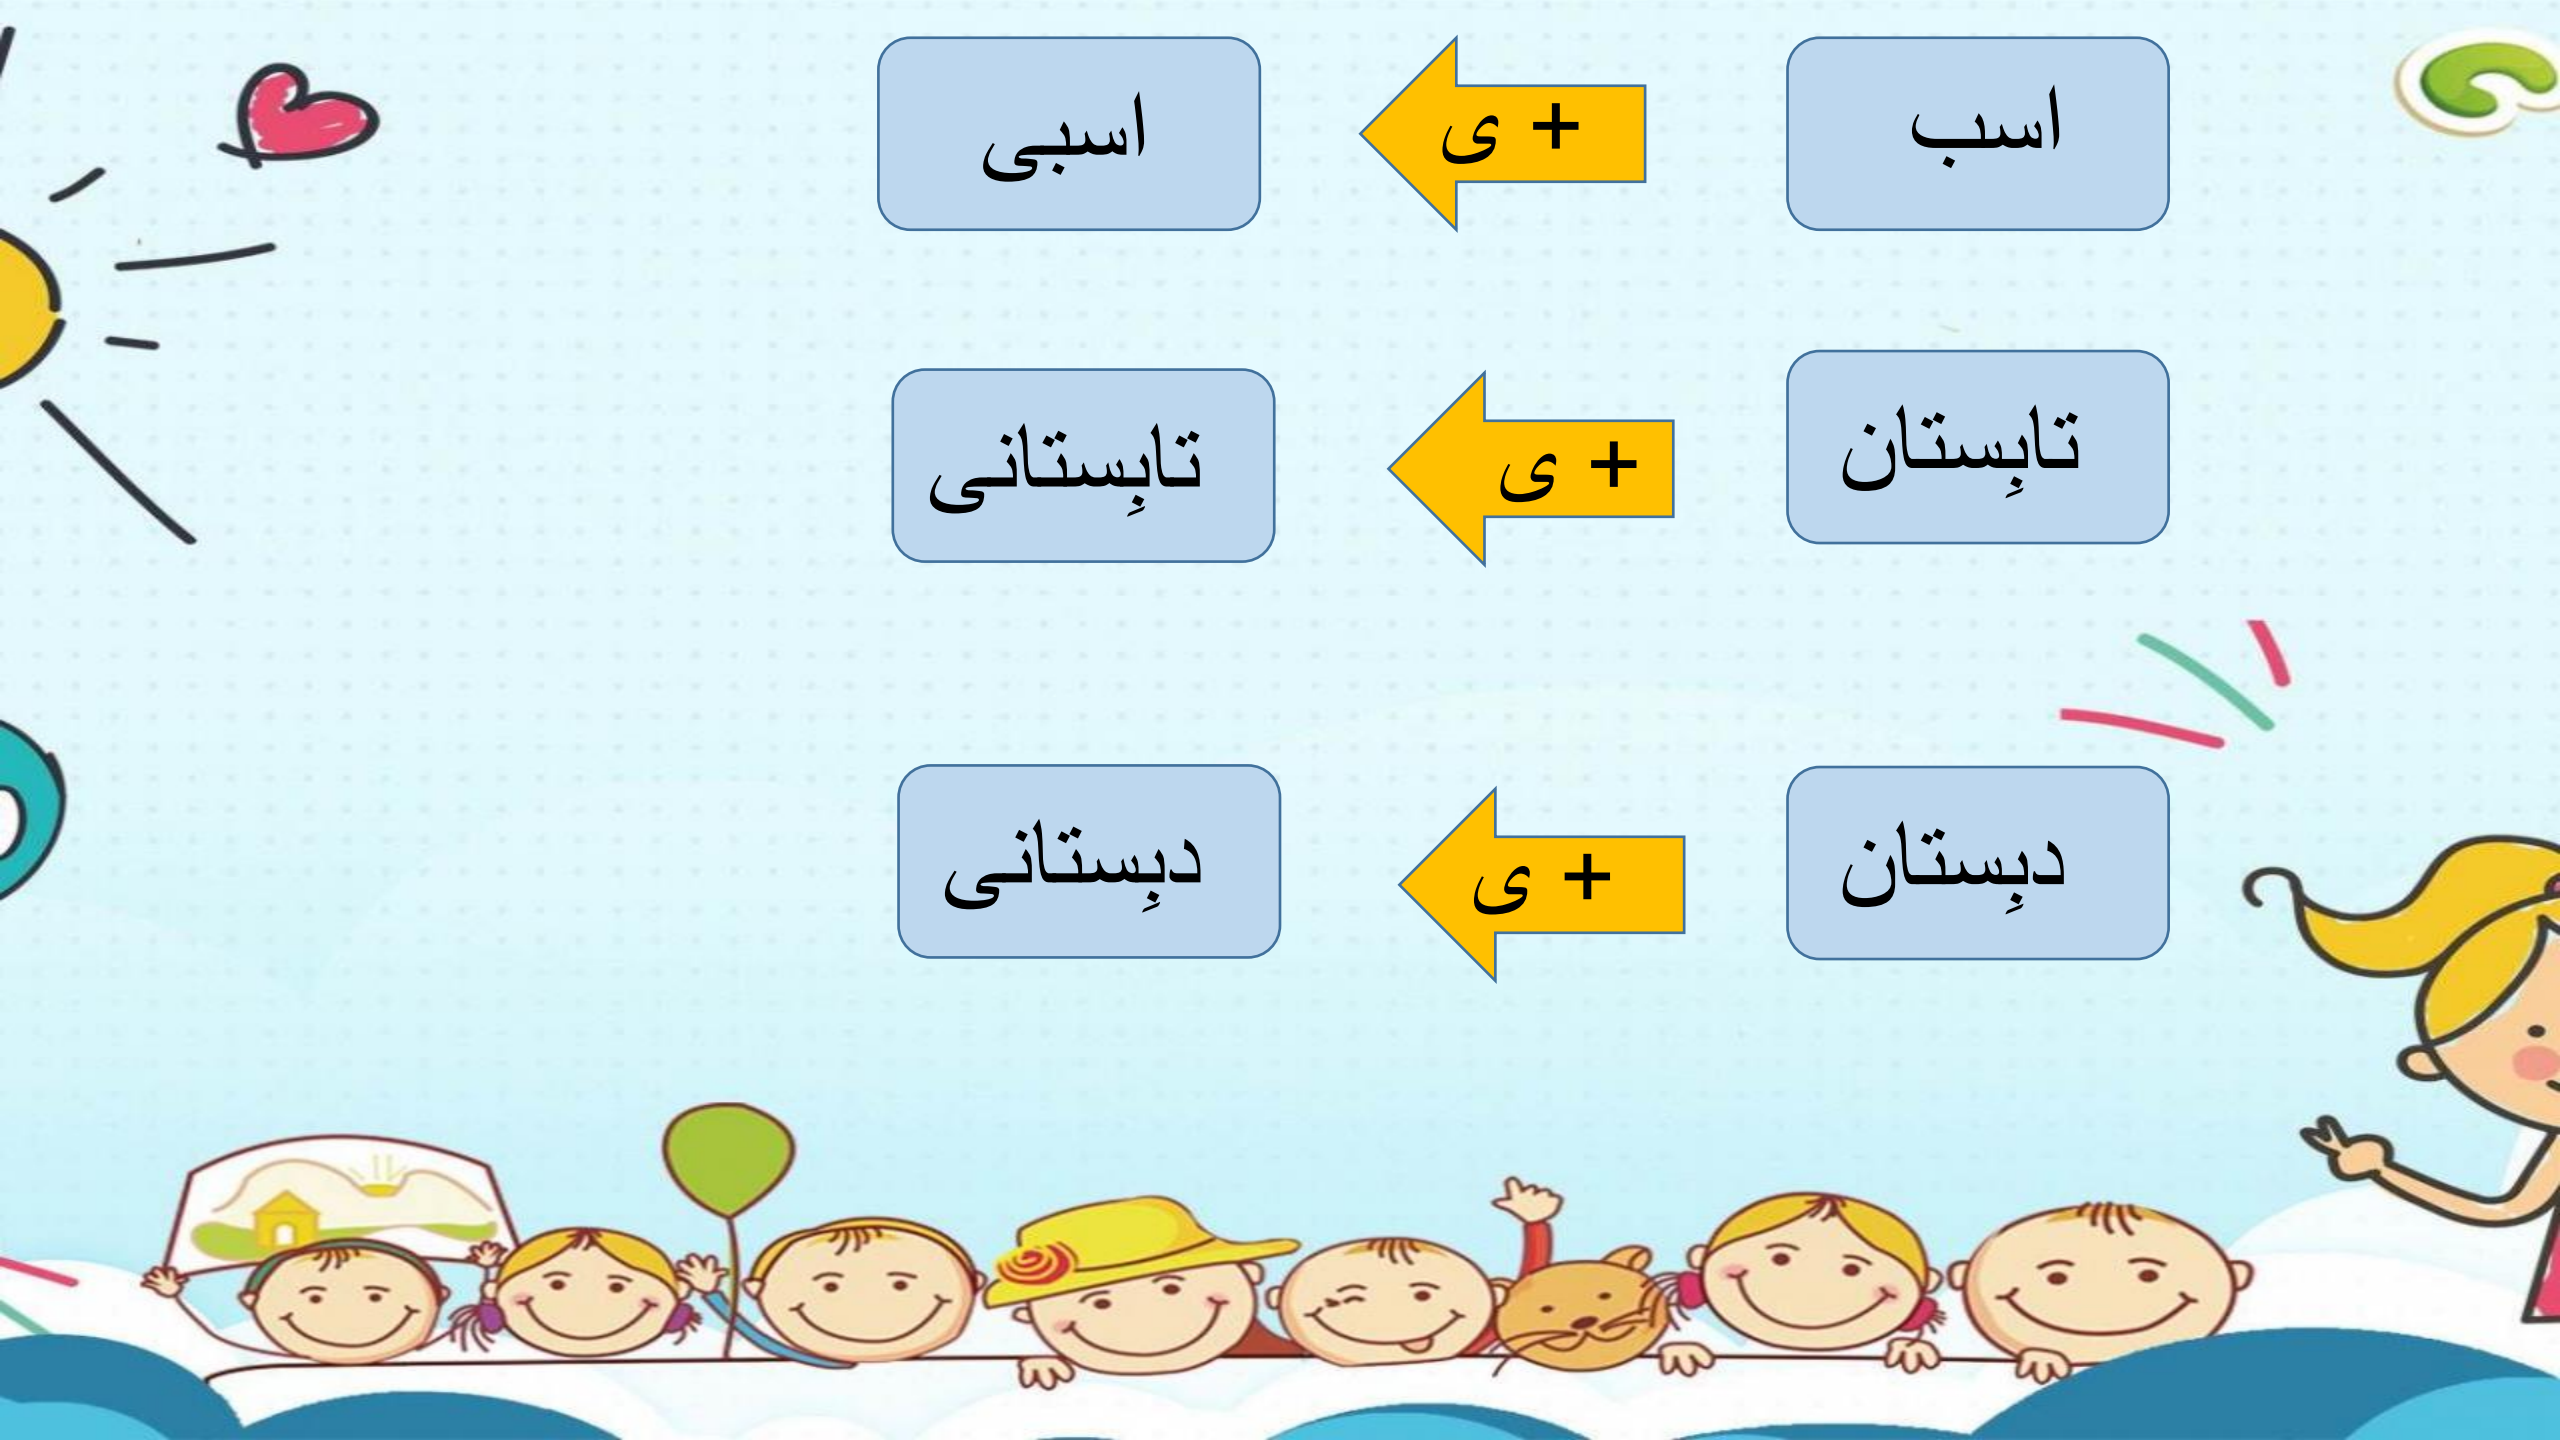 اسب + ی اسبی
تابِستان + ی تابِستانی
دبِستان + ی دبِستانی